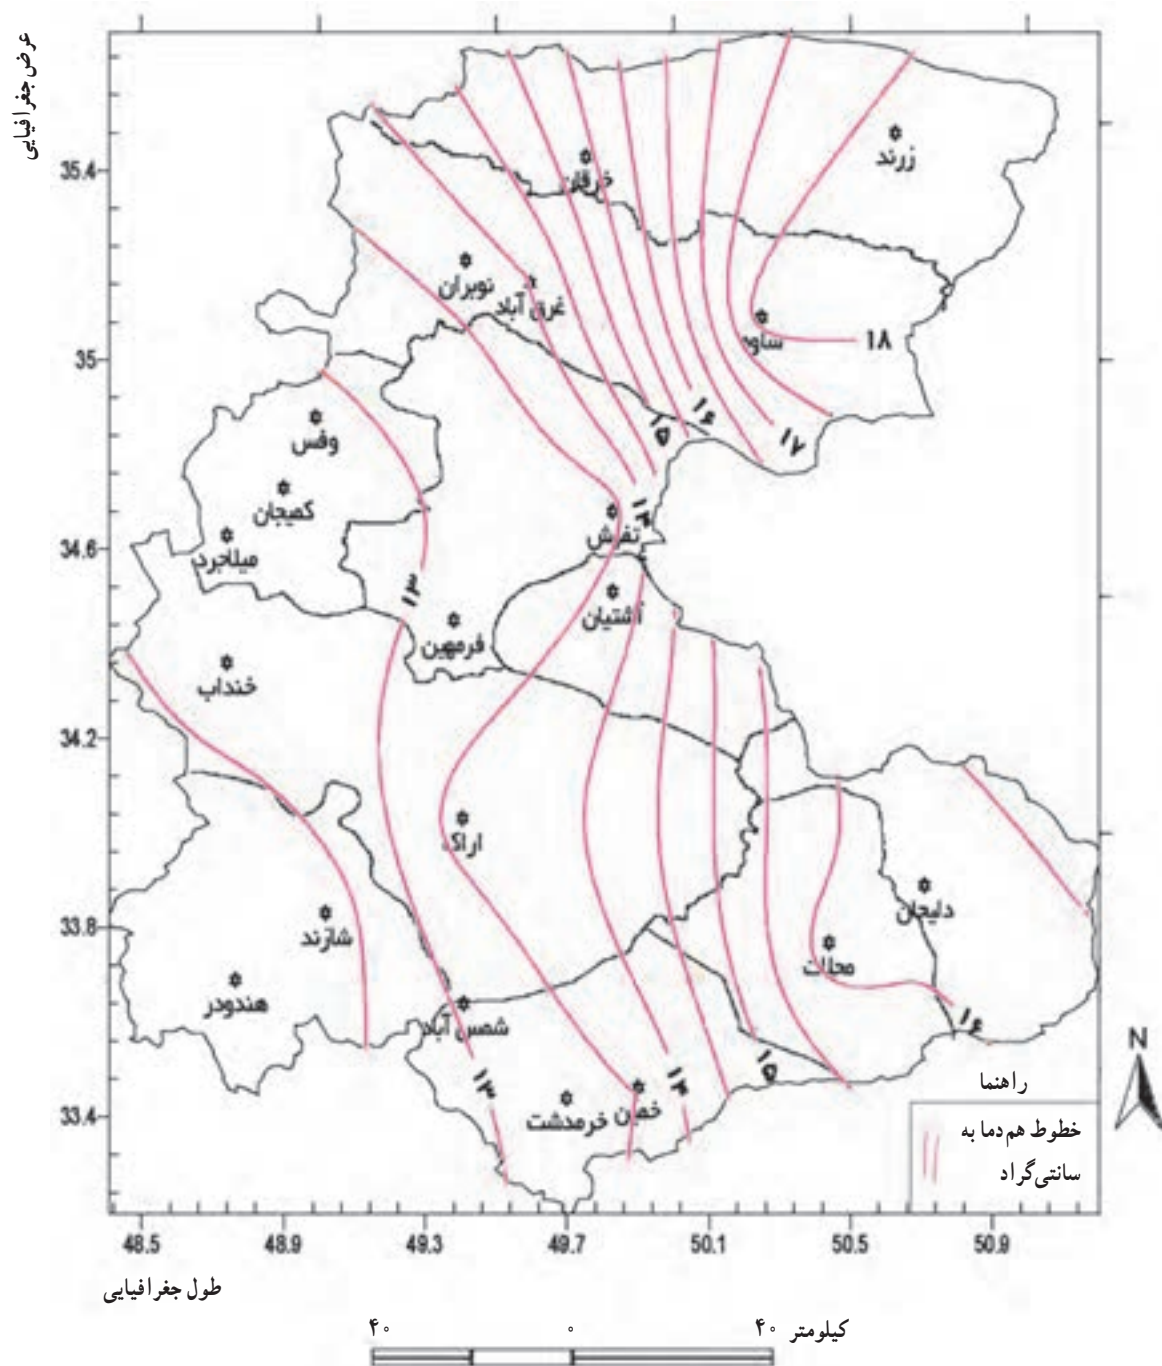 عرض جغرافیایی
35.4
35
34.6
34.2
33.8
33.4
زرند
خرقان
نوبران
غرق آباد
ساوه
۱۸
۱۷
۱۶
۱۵
وفس
کمیجان
میلاجرد
تفرش
۱۴
آشتیان
۱۳
فرمهین
خنداب
اراک
دلیجان
محلات
شازند
هندودر
شمس آباد
۱۶
۱۵
۱۴
۱۳
خمین
خرمدشت
N
راهنما
خطوط هم‌دما به
سانتی‌گراد
48.5 48.9 49.3 49.7 50.1 50.5 50.9
طول جغرافیایی
۴۰ ۰ ۴۰ کیلومتر